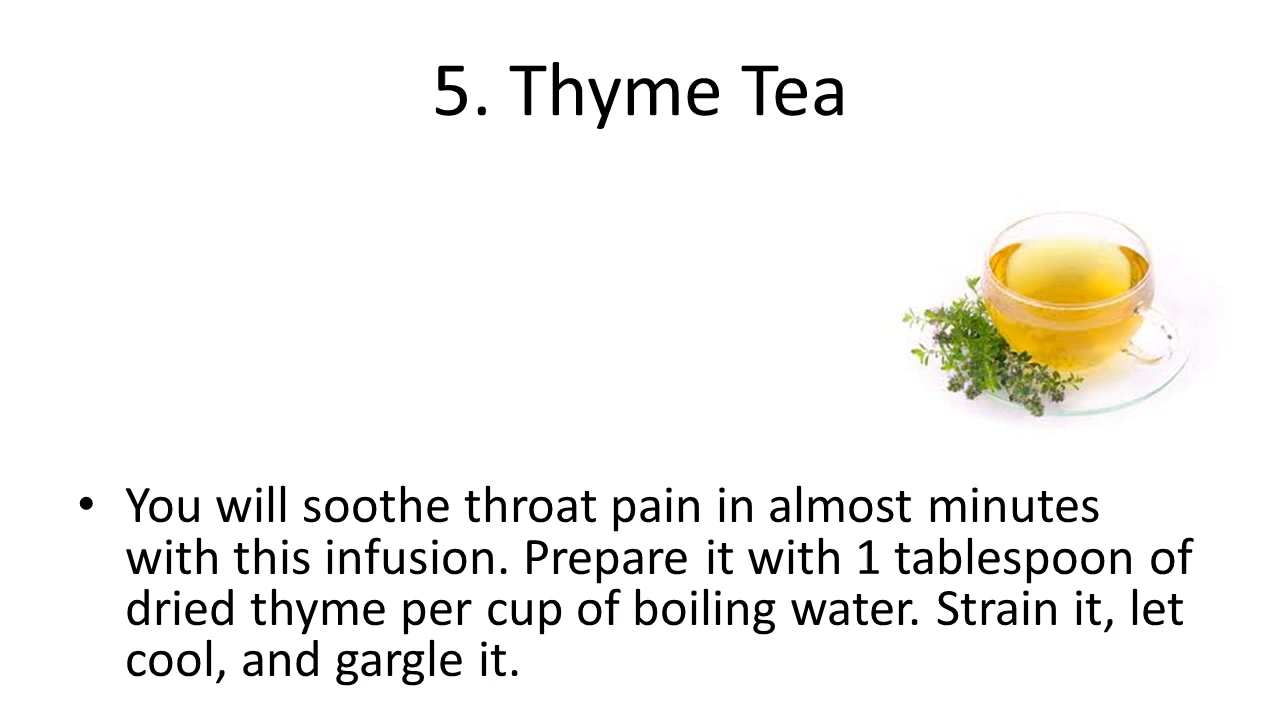 5. Thyme Tea
• You will soothe throat pain in almost minutes
with this infusion. Prepare it with 1 tablespoon of
dried thyme per cup of boiling water. Strain it, let
cool, and gargle it.